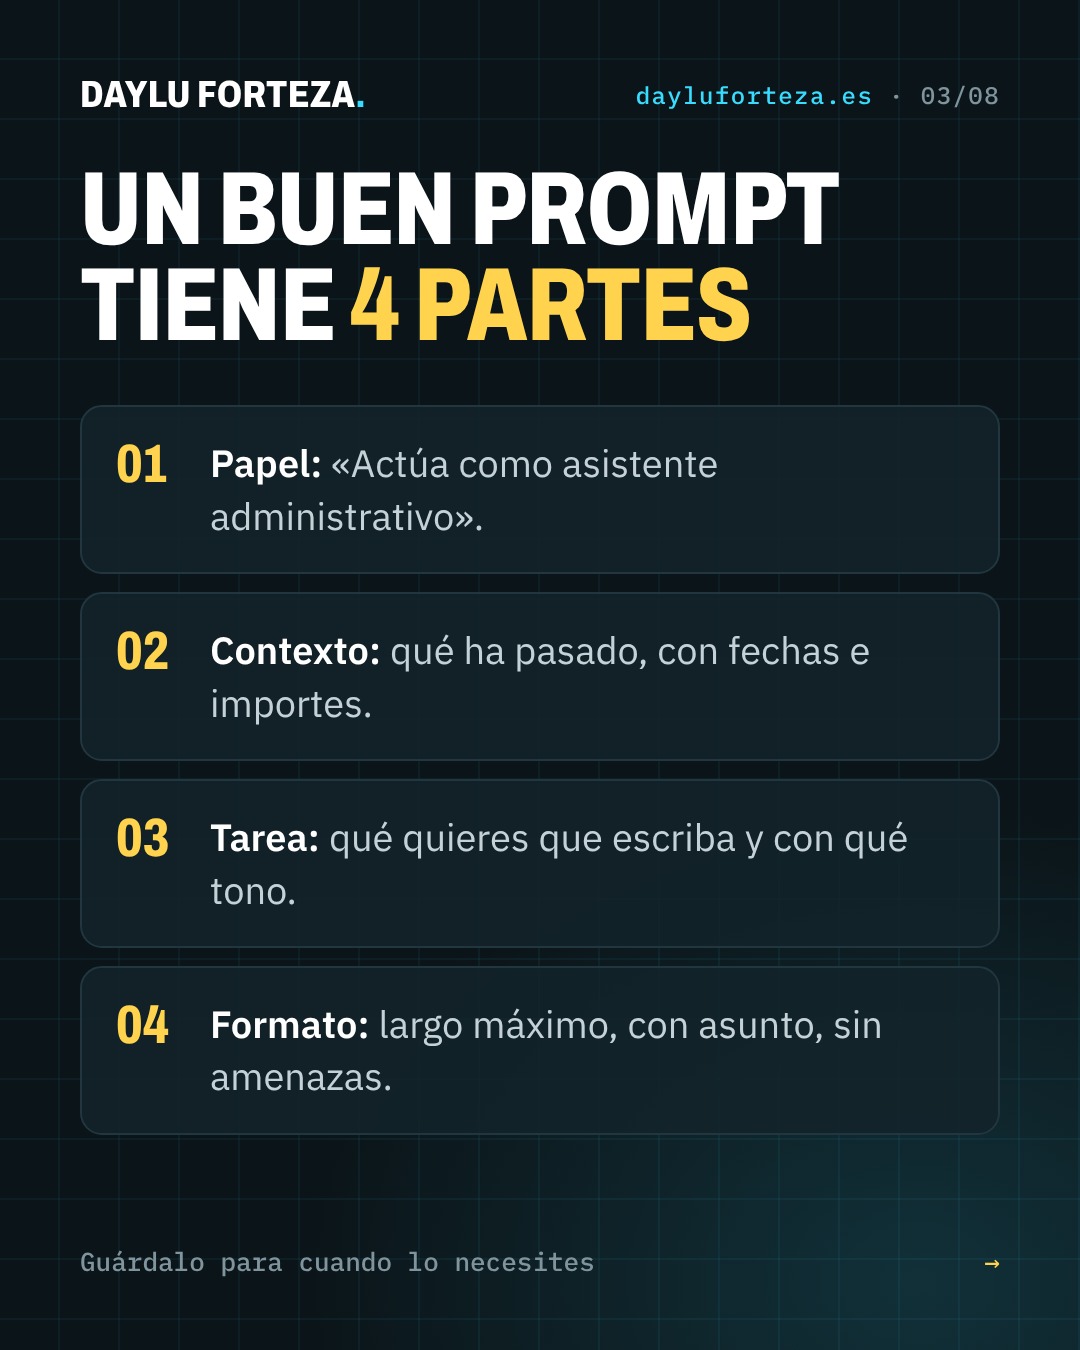 DAYLU FORTEZA.
dayluforteza.es · 03/08
UN BUEN PROMPT
TIENE 4 PARTES
01 Papel: «Actúa como asistente
administrativo».
02 Contexto: qué ha pasado, con fechas e
importes.
03 Tarea: qué quieres que escriba y con qué
tono.
04 Formato: largo máximo, con asunto, sin
amenazas.
Guárdalo para cuando lo necesites →